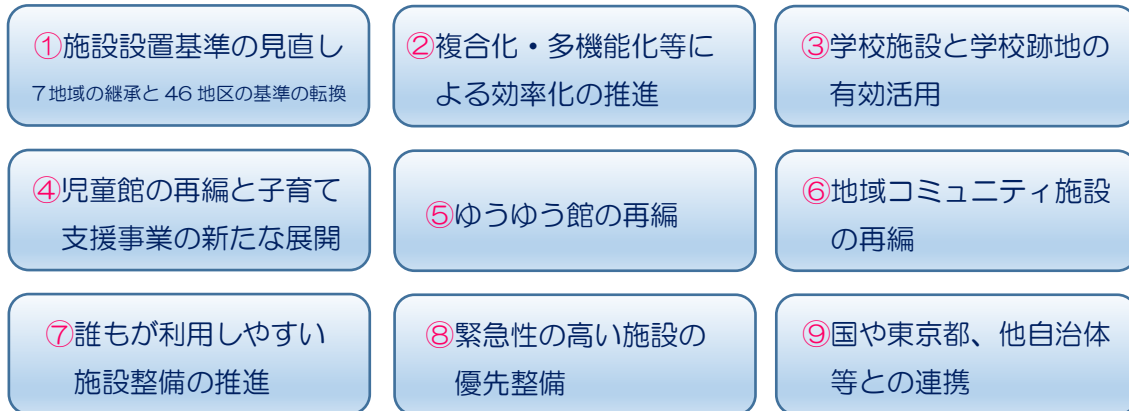 ①施設設置基準の見直し
7地域の継承と46地区の基準の転換
②複合化・多機能化等に
よる効率化の推進
③学校施設と学校跡地の
有効活用
④児童館の再編と子育て
支援事業の新たな展開
⑤ゆうゆう館の再編
⑥地域コミュニティ施設
の再編
⑦誰もが利用しやすい
施設整備の推進
⑧緊急性の高い施設の
優先整備
⑨国や東京都、他自治体
等との連携